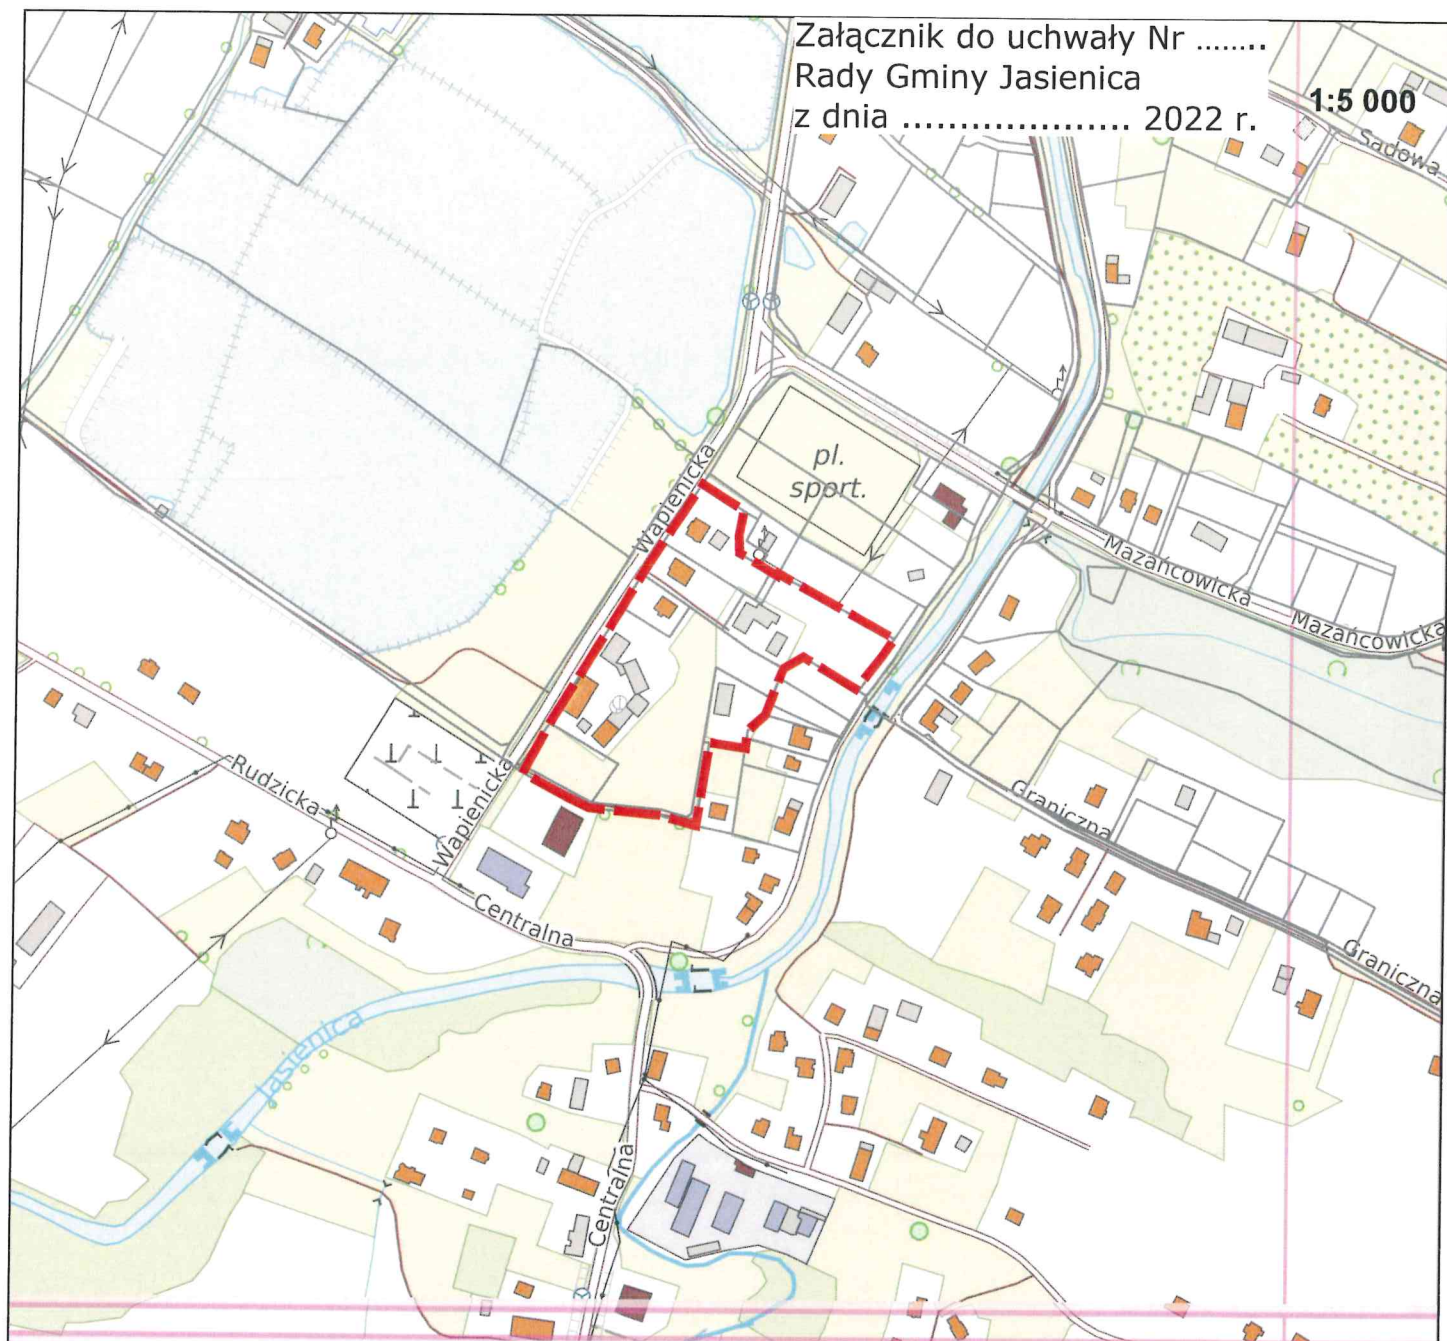 Załącznik do uchwały Nr ........
Rady Gminy Jasienica
z dnia .................... 2022 r.
1:5 000
Sadowa
pl.
sport.
Wapienicka
Mazańcowicka
Mazańcowicka
Rudzicka
Wapienicka
Graniczna
Centralna
Graniczna
Jasienica
Centralna